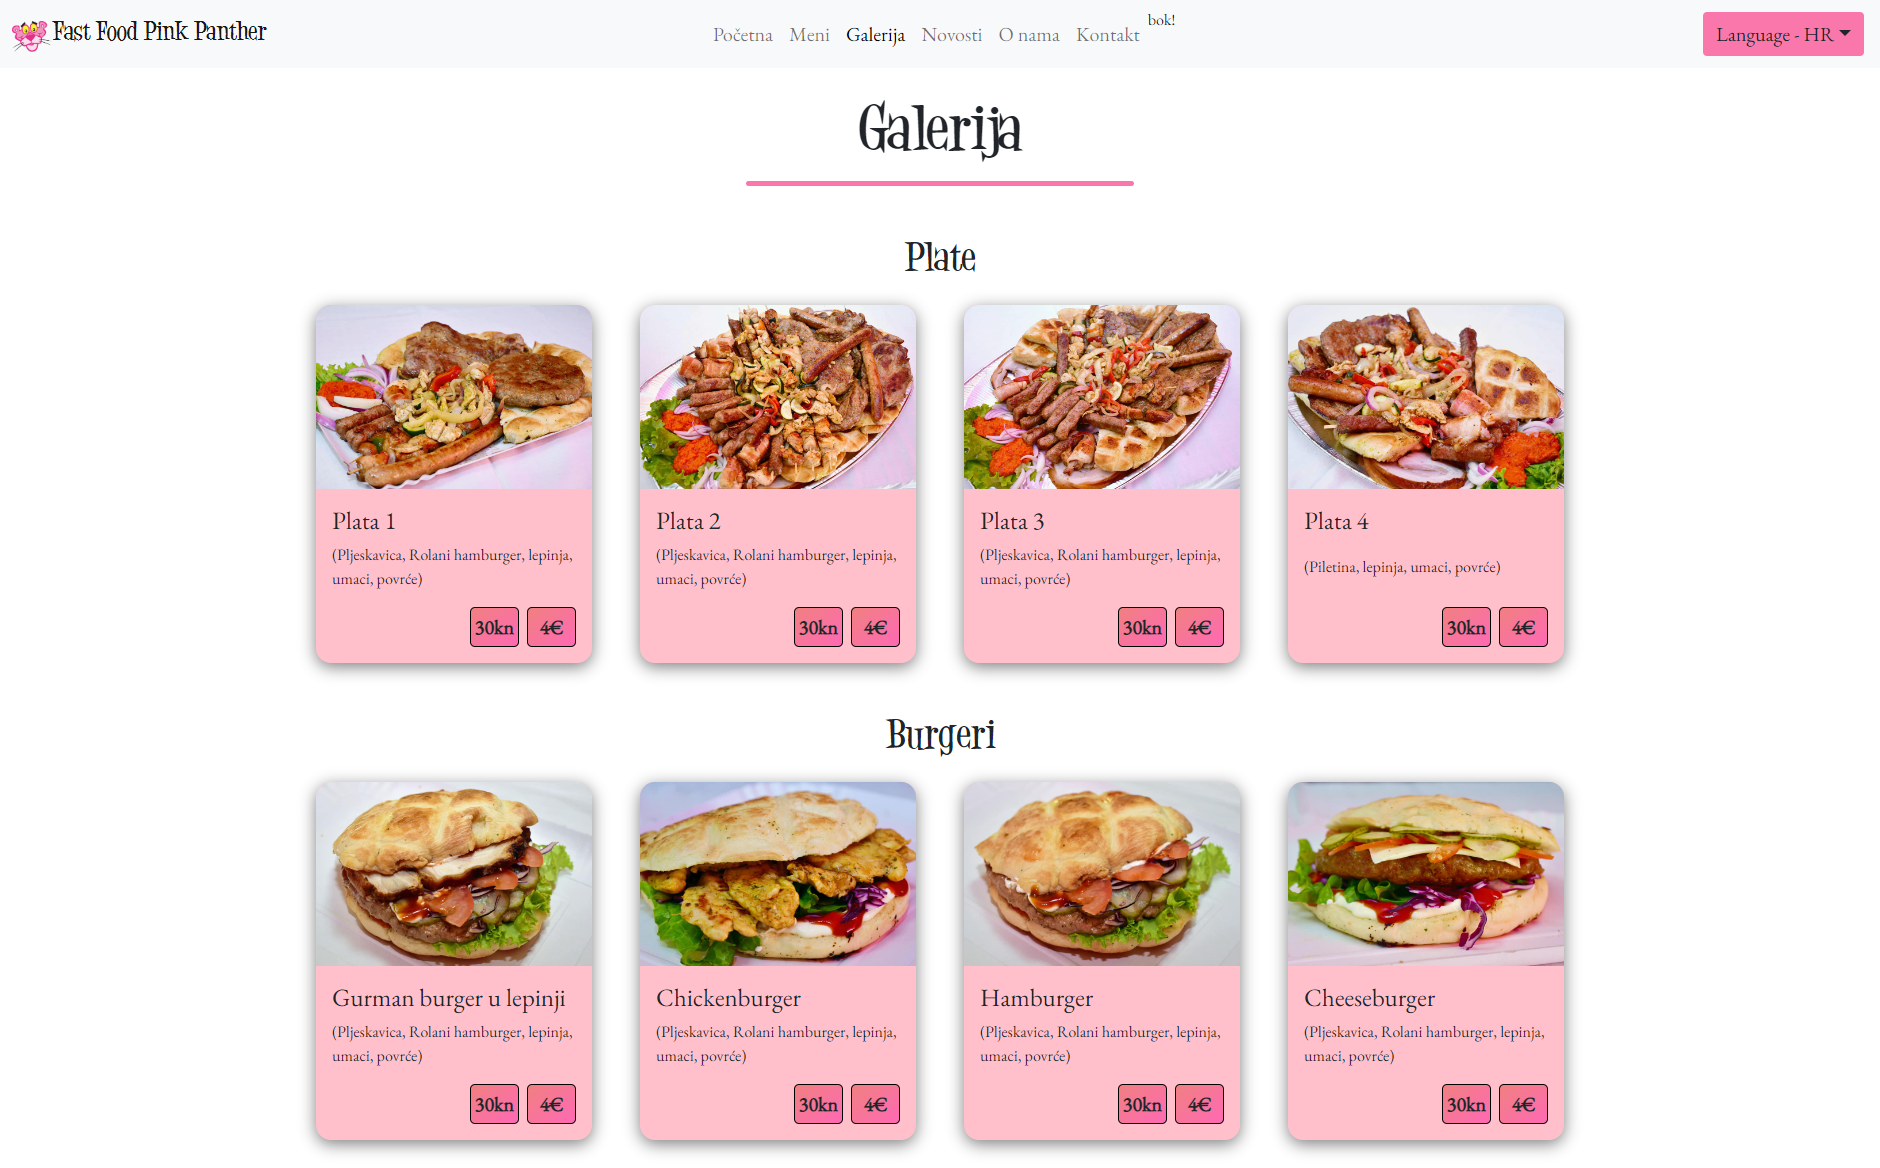 Fast Food Pink Panther
Početna Meni Galerija Novosti O nama Kontakt bok!
Language - HR
Galerija
Plate
Plata 1
(Pljeskavica, Rolani hamburger, lepinja,
umaci, povrće)
30kn 4€
Plata 2
(Pljeskavica, Rolani hamburger, lepinja,
umaci, povrće)
30kn 4€
Plata 3
(Pljeskavica, Rolani hamburger, lepinja,
umaci, povrće)
30kn 4€
Plata 4
(Piletina, lepinja, umaci, povrće)
30kn 4€
Burgeri
Gurman burger u lepinji
(Pljeskavica, Rolani hamburger, lepinja,
umaci, povrće)
30kn 4€
Chickenburger
(Pljeskavica, Rolani hamburger, lepinja,
umaci, povrće)
30kn 4€
Hamburger
(Pljeskavica, Rolani hamburger, lepinja,
umaci, povrće)
30kn 4€
Cheeseburger
(Pljeskavica, Rolani hamburger, lepinja,
umaci, povrće)
30kn 4€